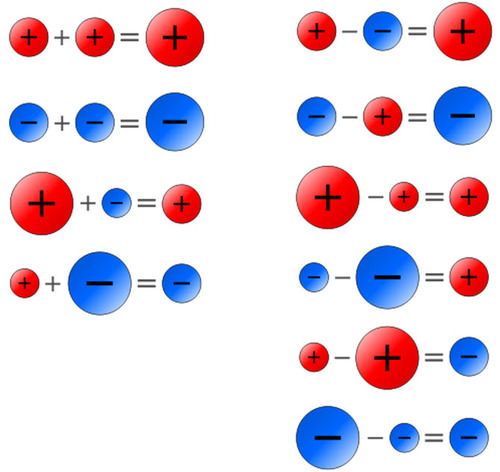 + + + = +
− + − = −
+ + − = +
+ + − = −
+ − − = +
− − + = −
+ − + = +
− − − = +
+ − + = −
− − − = −